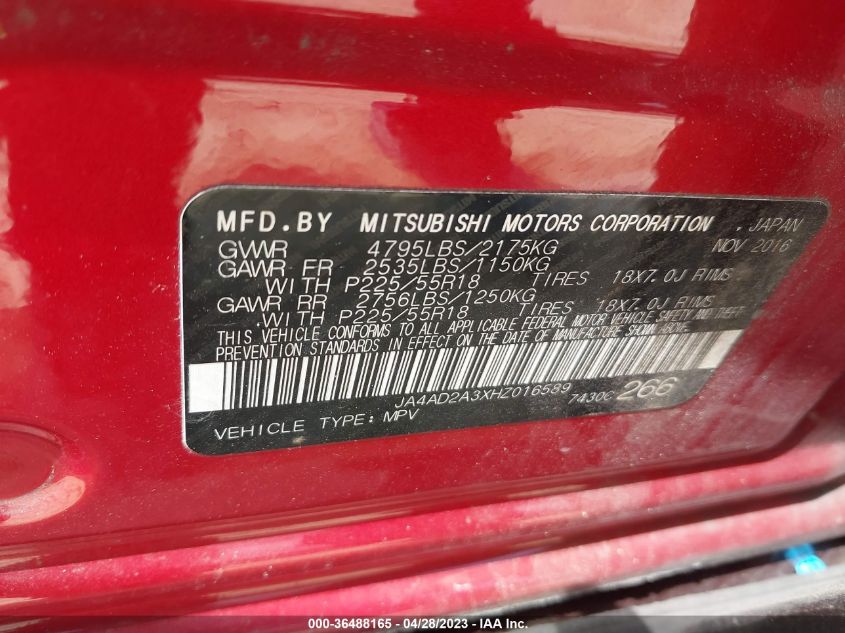 MFD.BY MITSUBISHI MOTORS CORPORATION . JAPAN
GVWR 4795LBS/2175KG NOV 2016
GAWR FR 2535LBS/1150KG
WITH P225/55R18 TIRES 18X7.0J RIMS
GAWR RR 2756LBS/1250KG
.WITH P225/55R18 TIRES 18X7.0J RIMS
THIS VEHICLE CONFORMS TO ALL APPLICABLE FEDERAL MOTOR VEHICLE SAFETY AND THEFT
PREVENTION STANDARDS IN EFFECT ON THE DATE OF MANUFACTURE SHOWN ABOVE.
JA4AD2A3XHZ016589
7430C 266
VEHICLE TYPE: MPV
000-36488165 - 04/28/2023 - IAA Inc.